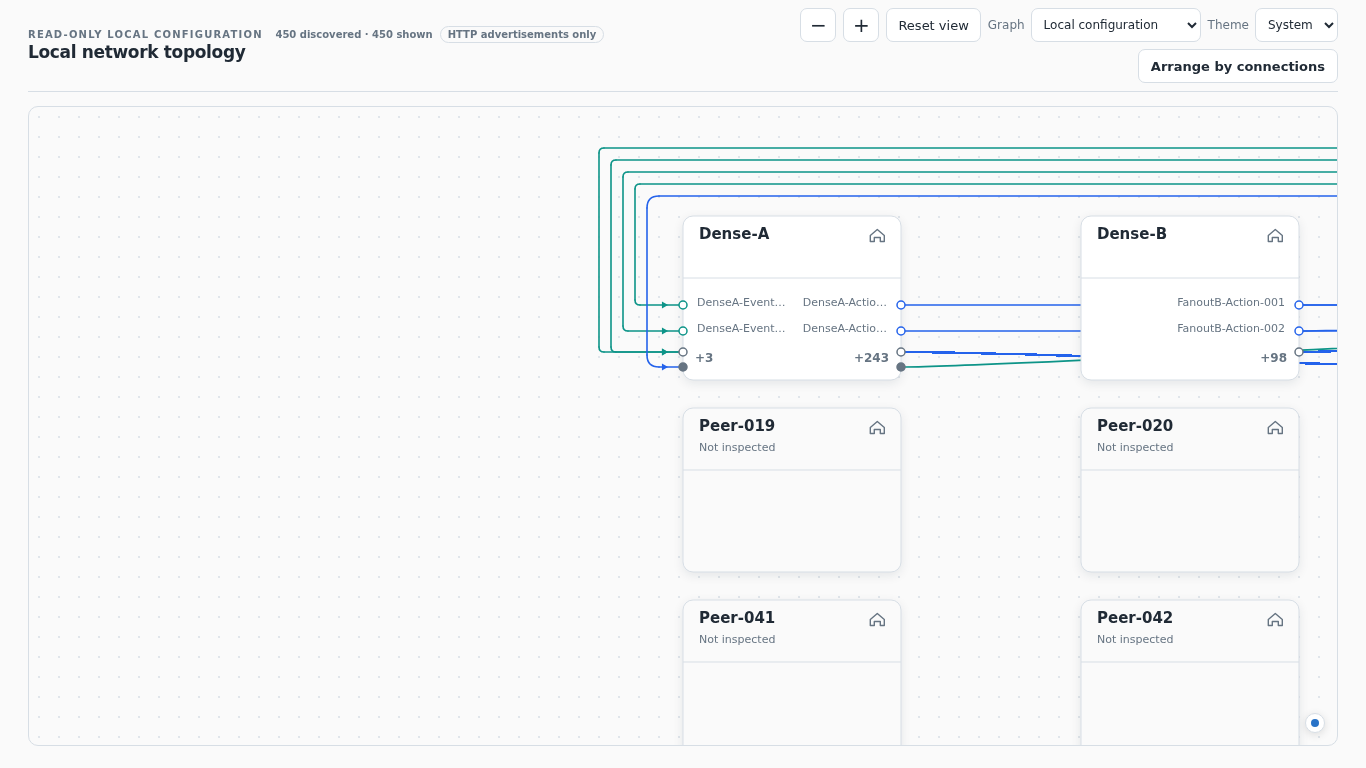 READ-ONLY LOCAL CONFIGURATION 450 discovered · 450 shown HTTP advertisements only
Local network topology
− + Reset view Graph Local configuration Theme System
Arrange by connections
Dense-A
DenseA-Event… DenseA-Actio…
DenseA-Event… DenseA-Actio…
+3 +243
Dense-B
FanoutB-Action-001
FanoutB-Action-002
+98
Peer-019
Not inspected
Peer-020
Not inspected
Peer-041
Not inspected
Peer-042
Not inspected